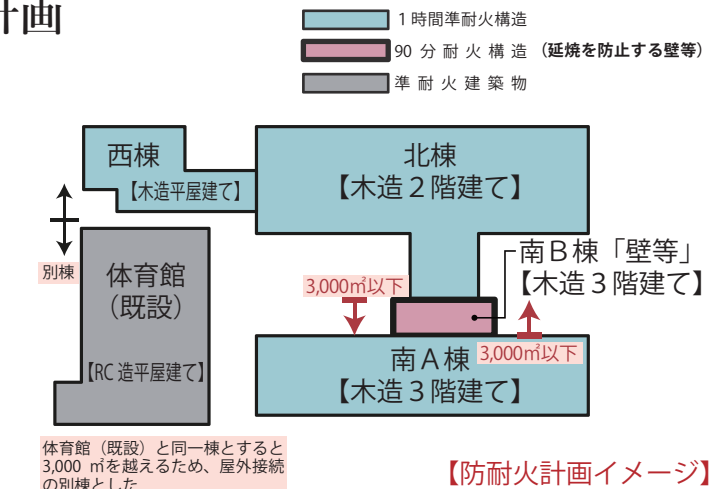 計画
1時間準耐火構造
90分耐火構造（延焼を防止する壁等）
準耐火建築物
西棟
【木造平屋建て】
北棟
【木造２階建て】
別棟
体育館
（既設）
【RC造平屋建て】
3,000㎡以下
南Ｂ棟「壁等」
【木造３階建て】
南Ａ棟
【木造３階建て】
3,000㎡以下
体育館（既設）と同一棟とすると
3,000 ㎡を越えるため、屋外接続
の別棟とした
【防耐火計画イメージ】